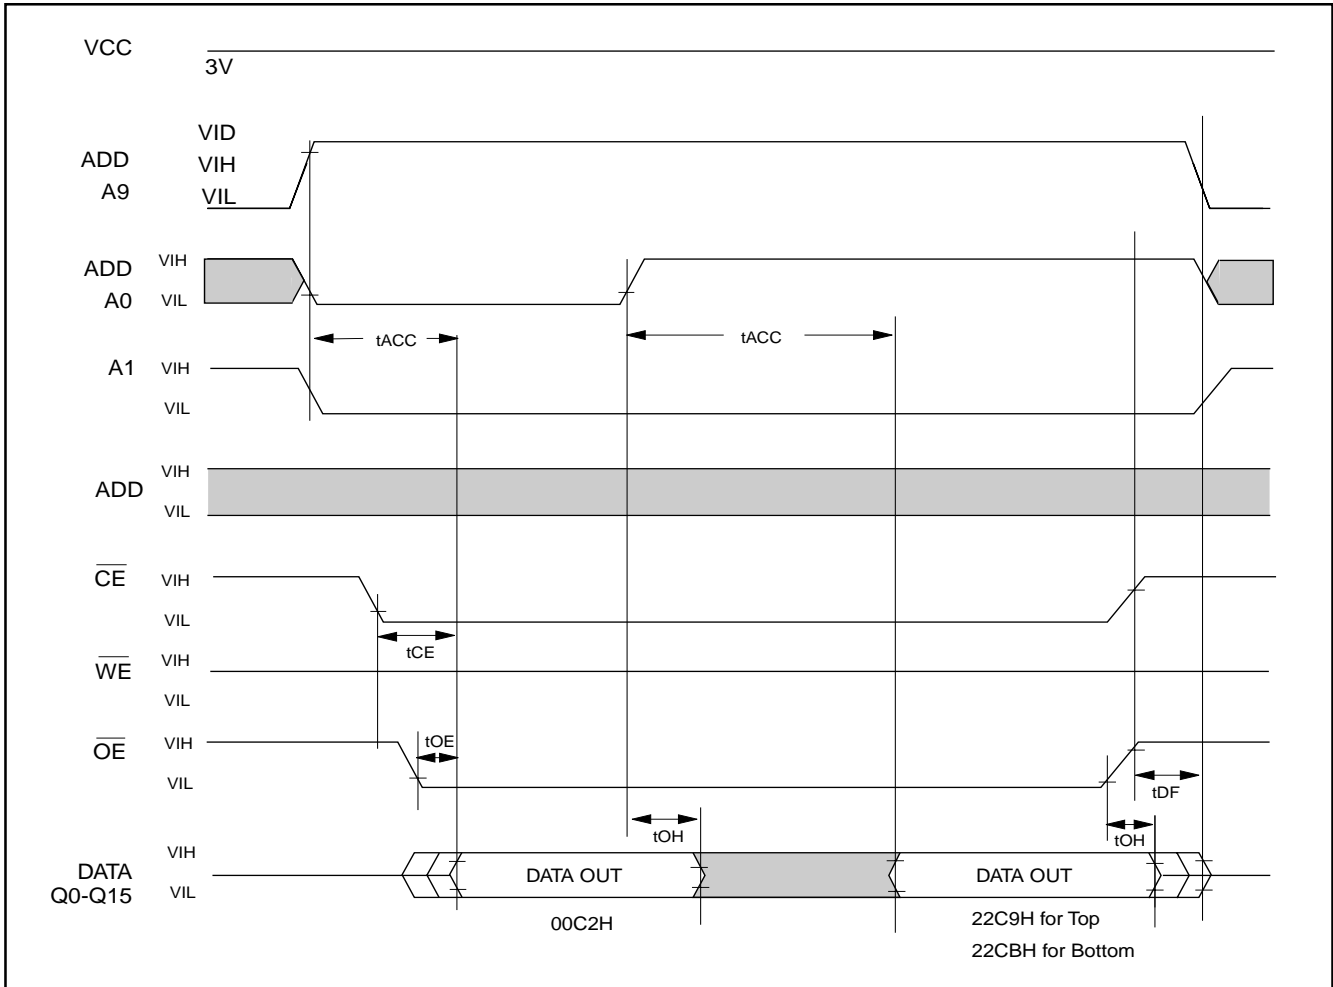 VCC
3V
VID
ADD
VIH
A9
VIL
ADD
VIH
A0
VIL
tACC
tACC
A1
VIH
VIL
ADD
VIH
VIL
CE
VIH
VIL
tCE
WE
VIH
VIL
OE
VIH
tOE
VIL
tDF
tOH
tOH
DATA
Q0-Q15
VIH
VIL
DATA OUT
DATA OUT
00C2H
22C9H for Top
22CBH for Bottom